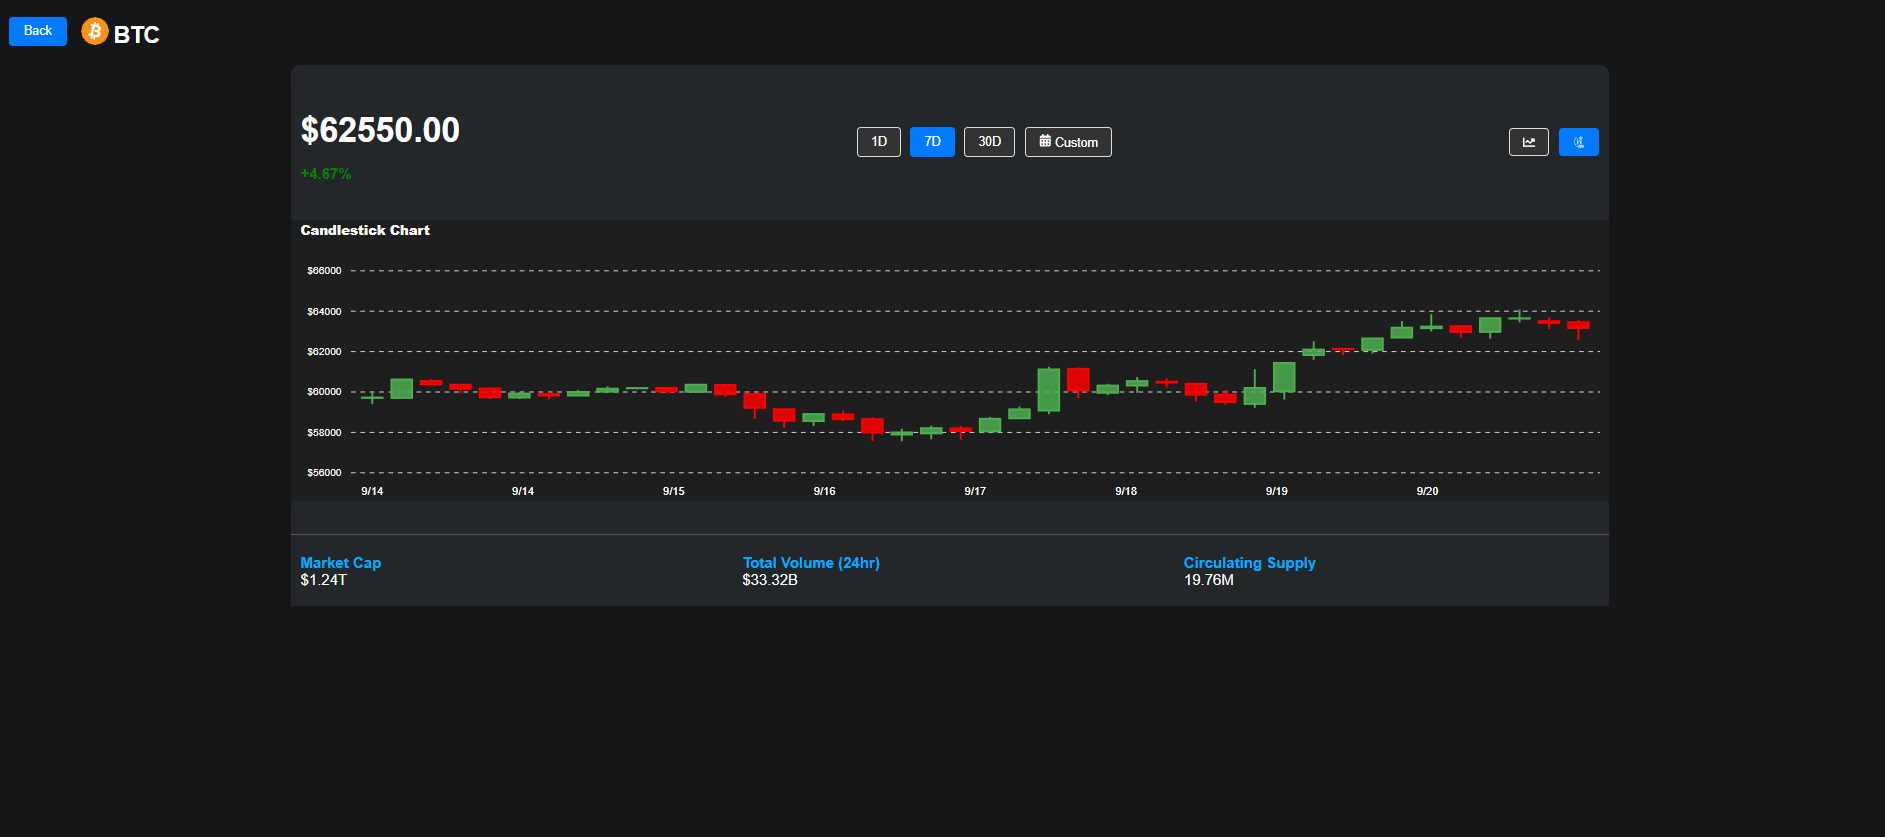 Back
BTC
$62550.00
+4.67%
1D
7D
30D
Custom
Candlestick Chart
$66000
$64000
$62000
$60000
$58000
$56000
9/14 9/14 9/15 9/16 9/17 9/18 9/19 9/20
Market Cap Total Volume (24hr) Circulating Supply
$1.24T $33.32B 19.76M